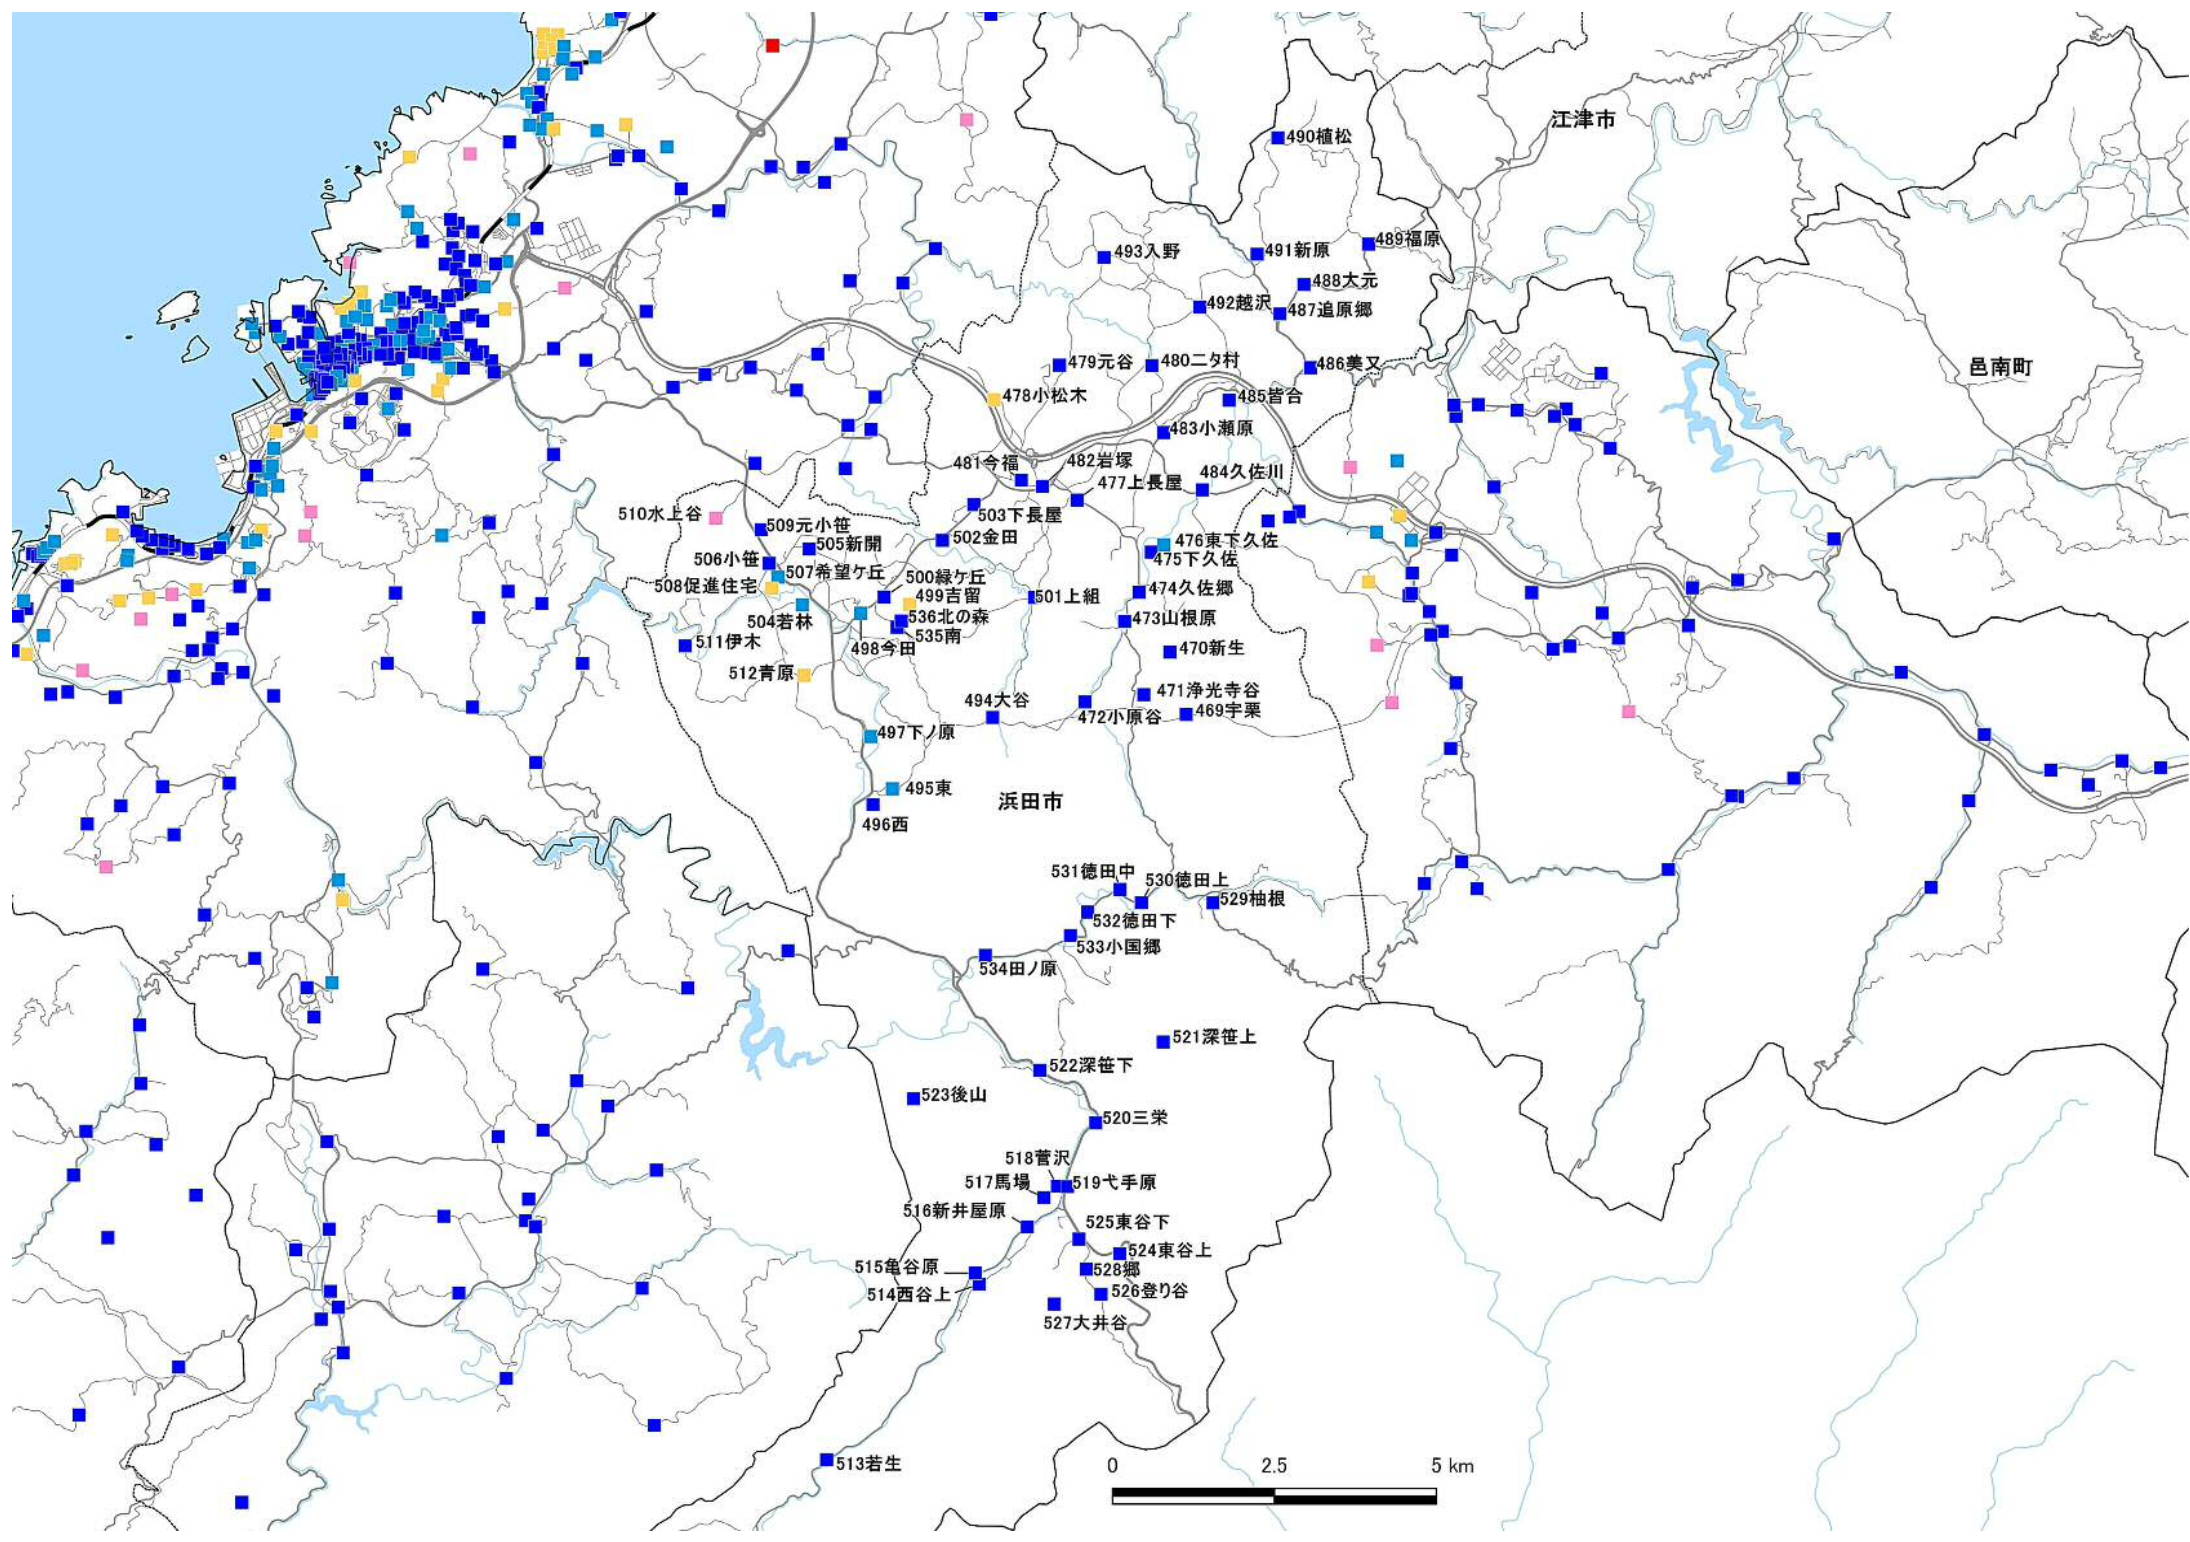 江津市
490植松
489福原
493入野
491新原
488大元
492越沢
487追原郷
479元谷
480二タ村
486美又
邑南町
478小松木
485皆合
483小瀬原
481今福
482岩塚
484久佐川
477上長屋
510水上谷
503下長屋
509元小笹
502金田
476東下久佐
505新開
475下久佐
506小笹
507希望ケ丘
500緑ケ丘
508促進住宅
499吉留
501上組
474久佐郷
536北の森
473山根原
504若林
535南
511伊木
498今田
470新生
512青原
471浄光寺谷
494大谷
472小原谷
469宇栗
497下ノ原
495東
浜田市
496西
531徳田中
530徳田上
529柚根
532徳田下
533小国郷
534田ノ原
521深笹上
522深笹下
523後山
520三栄
518菅沢
517馬場
519弋手原
516新井屋原
525東谷下
524東谷上
515亀谷原
528郷
514西谷上
526登り谷
527大井谷
513若生
0 2.5 5 km